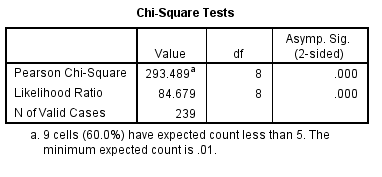 Chi-Square Tests
Value df Asymp. Sig. (2-sided)
Pearson Chi-Square 293.489a 8 .000
Likelihood Ratio 84.679 8 .000
N of Valid Cases 239
a. 9 cells (60.0%) have expected count less than 5. The
minimum expected count is .01.